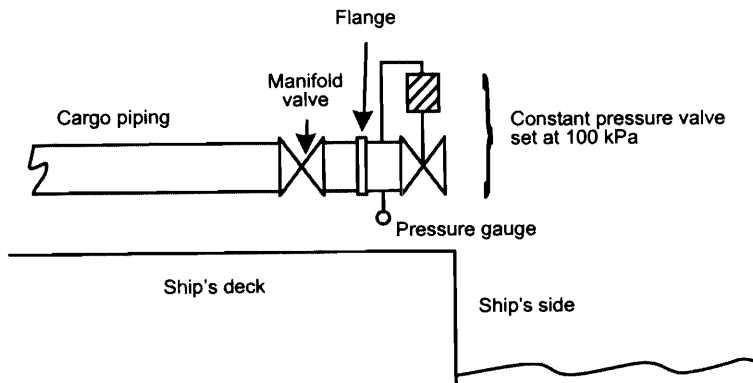 Flange
Manifold
valve
Cargo piping
Constant pressure valve
set at 100 kPa
Pressure gauge
Ship's deck
Ship's side